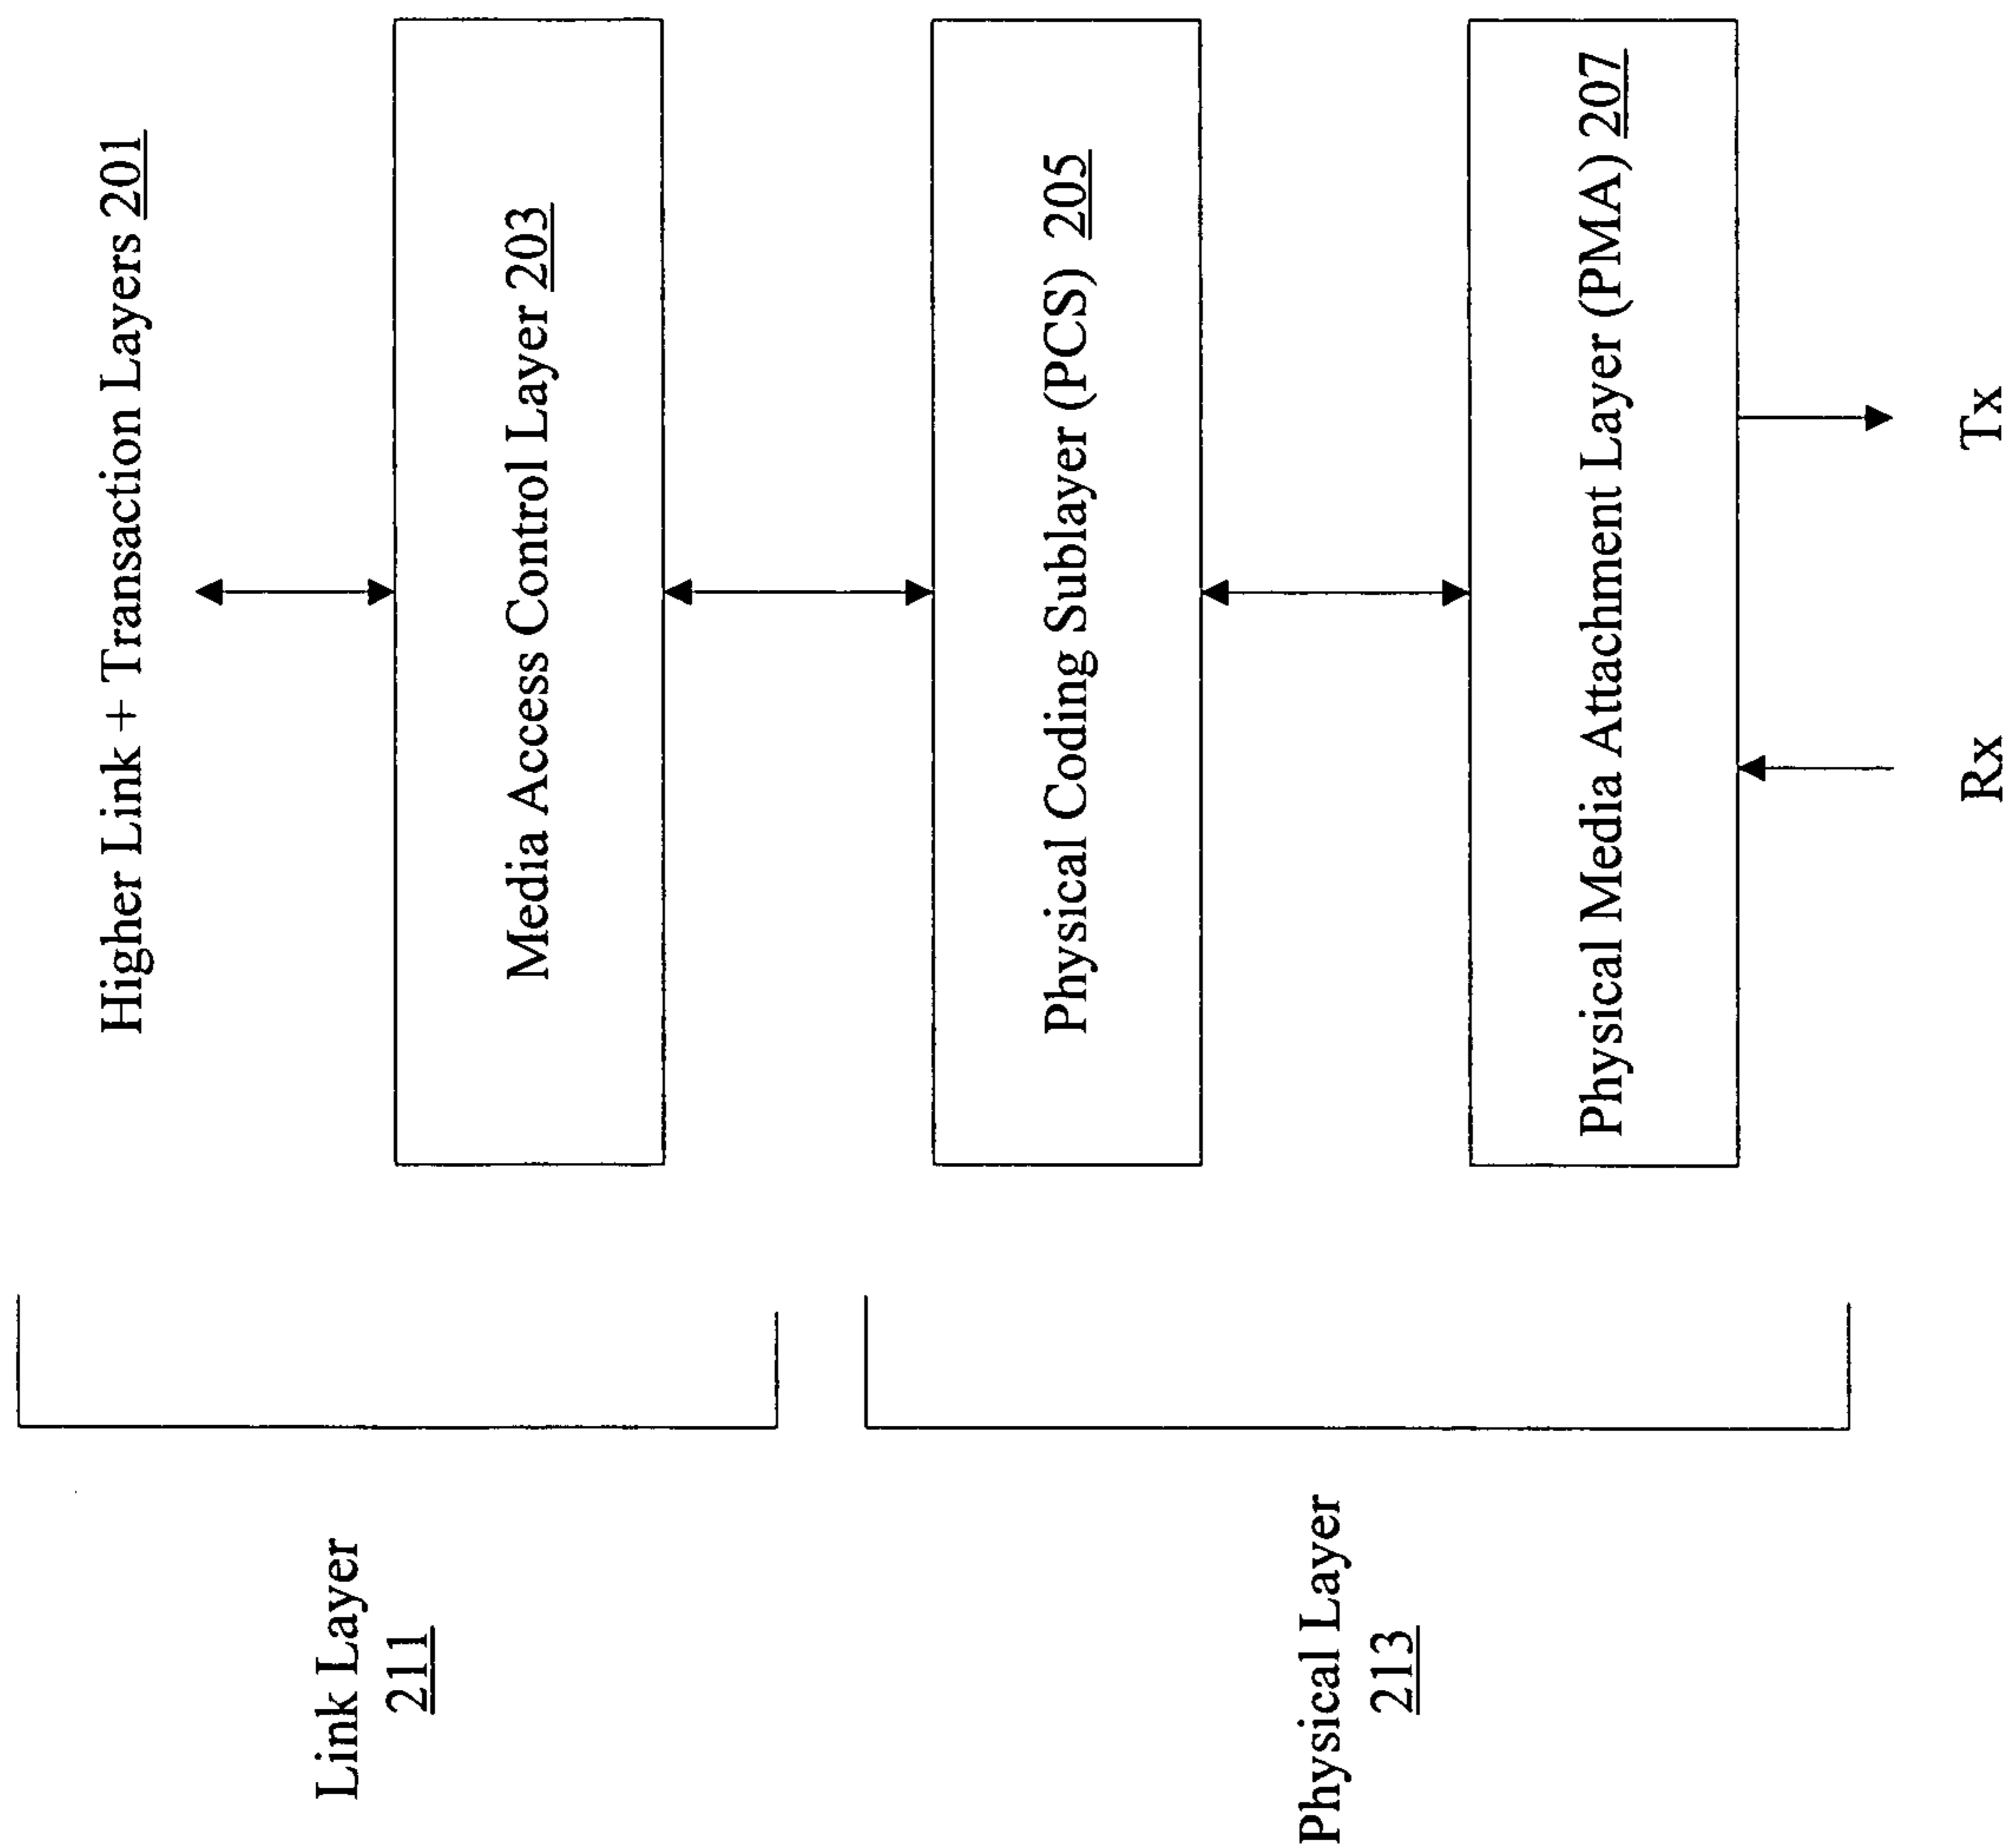 Higher Link + Transaction Layers 201
Media Access Control Layer 203
Physical Coding Sublayer (PCS) 205
Physical Media Attachment Layer (PMA) 207
Rx
Tx
Link Layer
211
Physical Layer
213